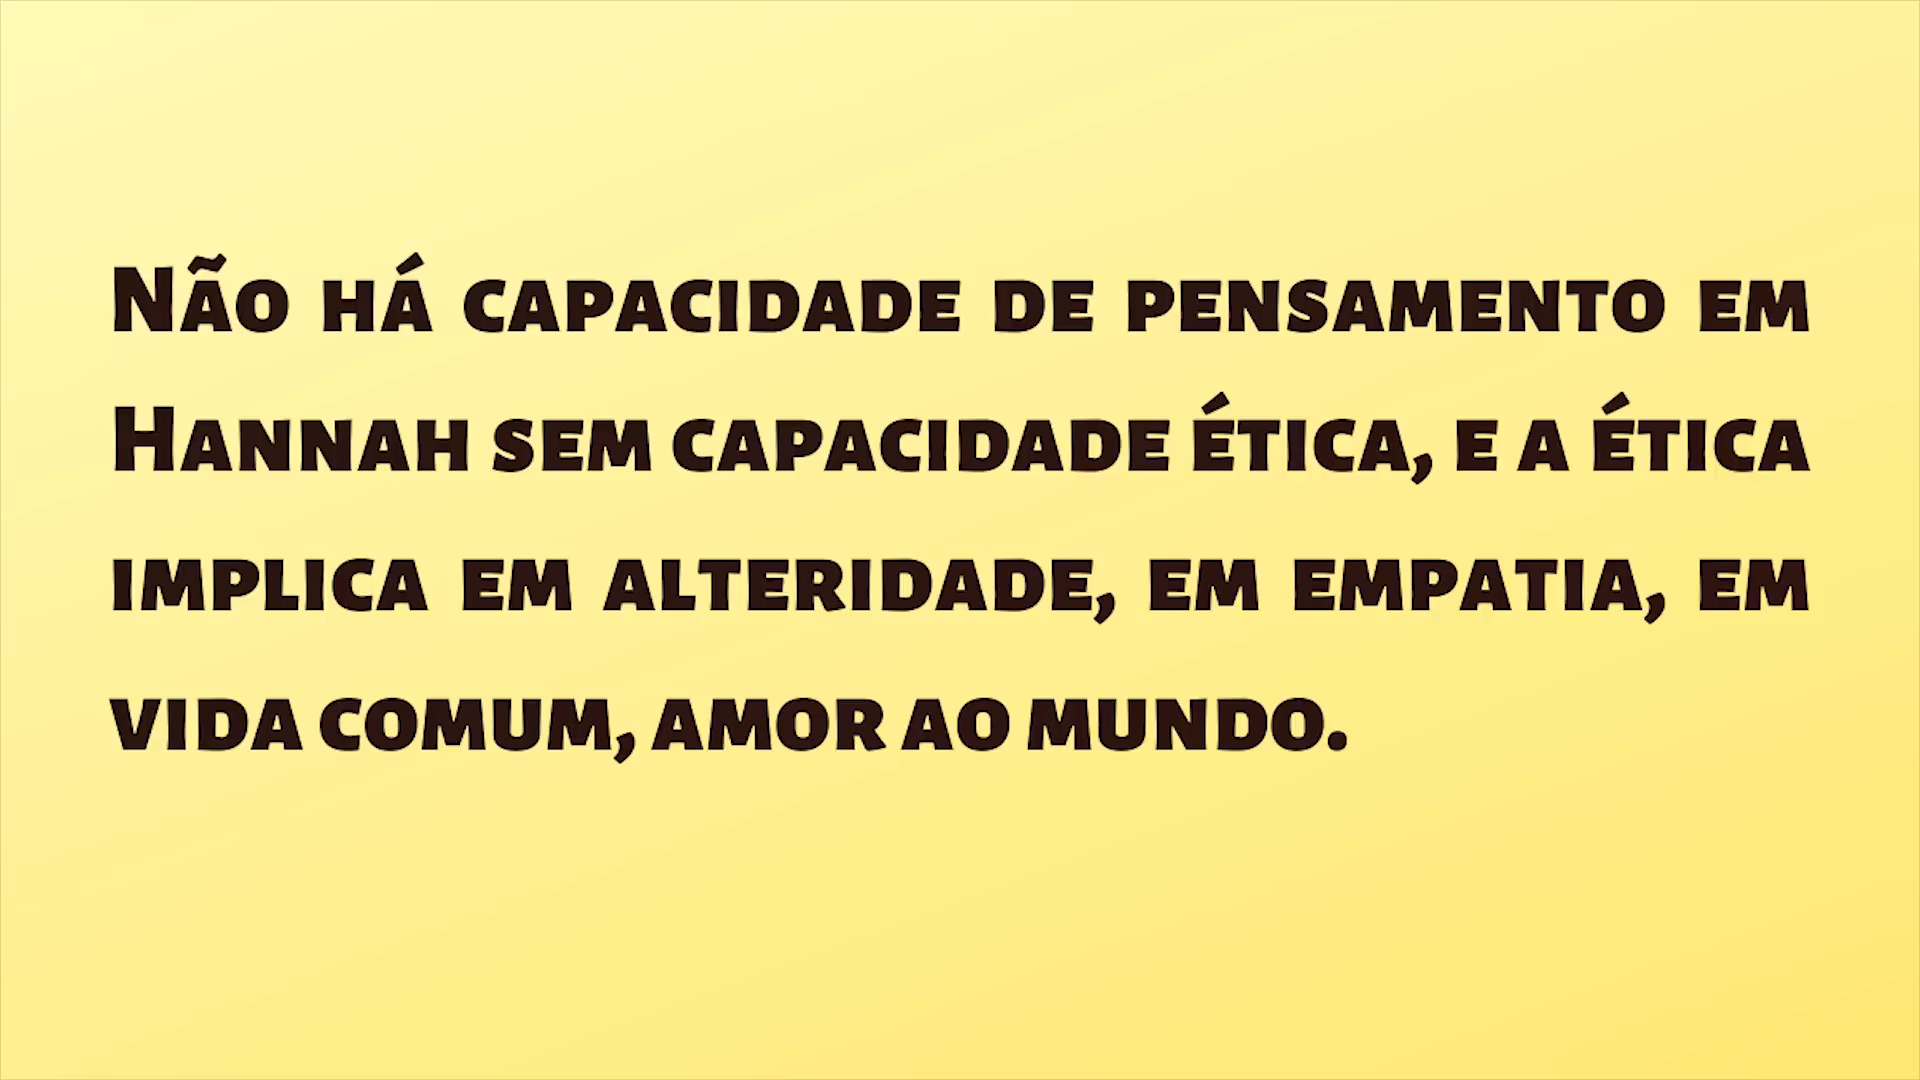 Não há capacidade de pensamento em
Hannah sem capacidade ética, e a ética
implica em alteridade, em empatia, em
vida comum, amor ao mundo.